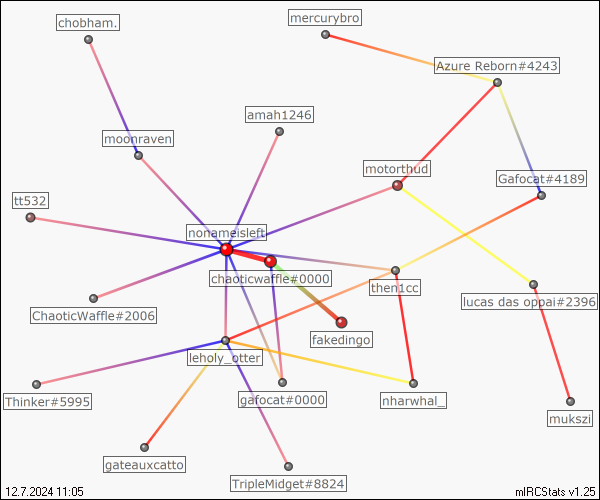 mercurybro
chobham.
Azure Reborn#4243
amah1246
moonraven
motorthud
Gafocat#4189
tt532
nonameisleft
chaoticwaffle#0000
then1cc
lucas das oppai#2396
ChaoticWaffle#2006
fakedingo
leholy_otter
Thinker#5995
gafocat#0000
nharwhal_
mukszi
gateauxcatto
TripleMidget#8824
12.7.2024 11:05
mIRCStats v1.25